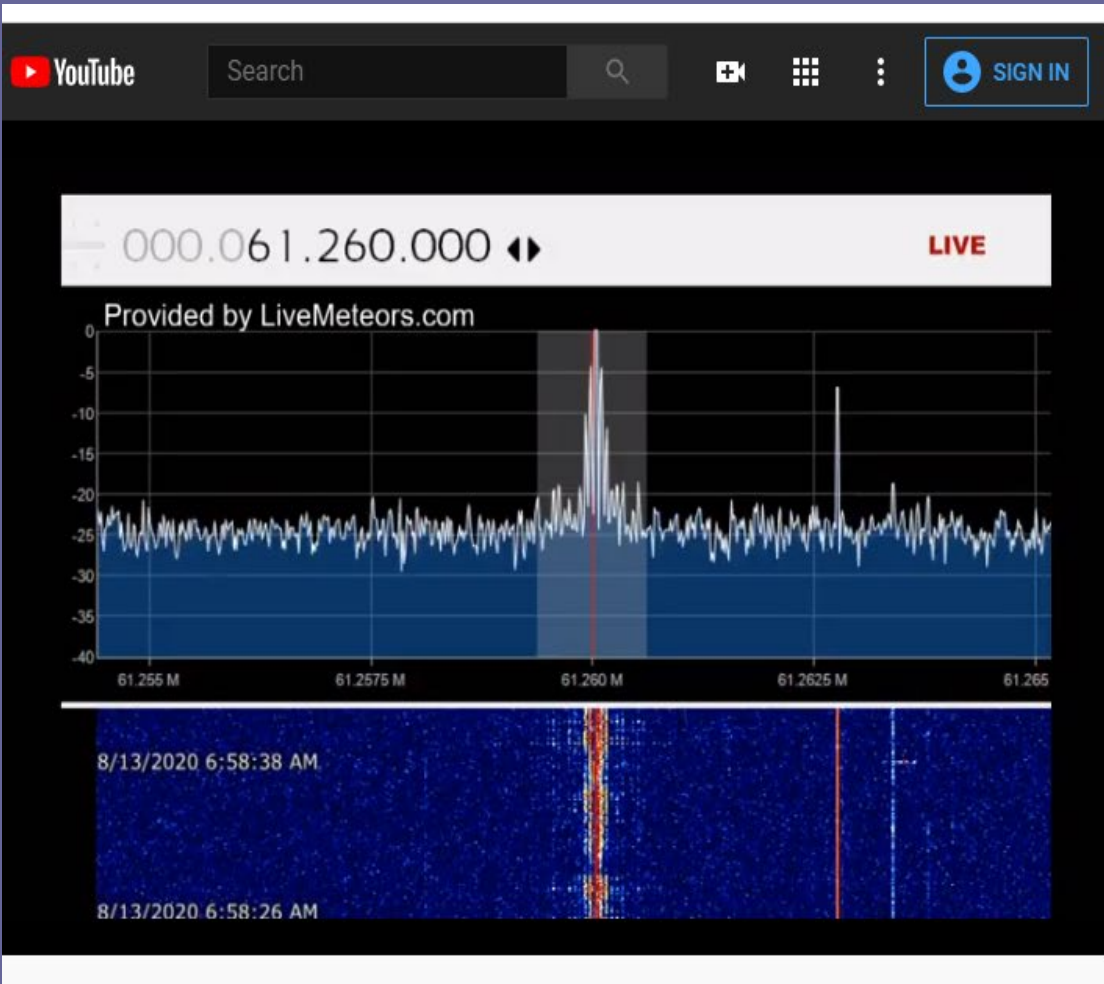 YouTube Search SIGN IN
000.061.260.000 LIVE
Provided by LiveMeteors.com
0
-5
-10
-15
-20
-25
-30
-35
-40
61.255 M 61.2575 M 61.260 M 61.2625 M 61.265
8/13/2020 6:58:38 AM
8/13/2020 6:58:26 AM